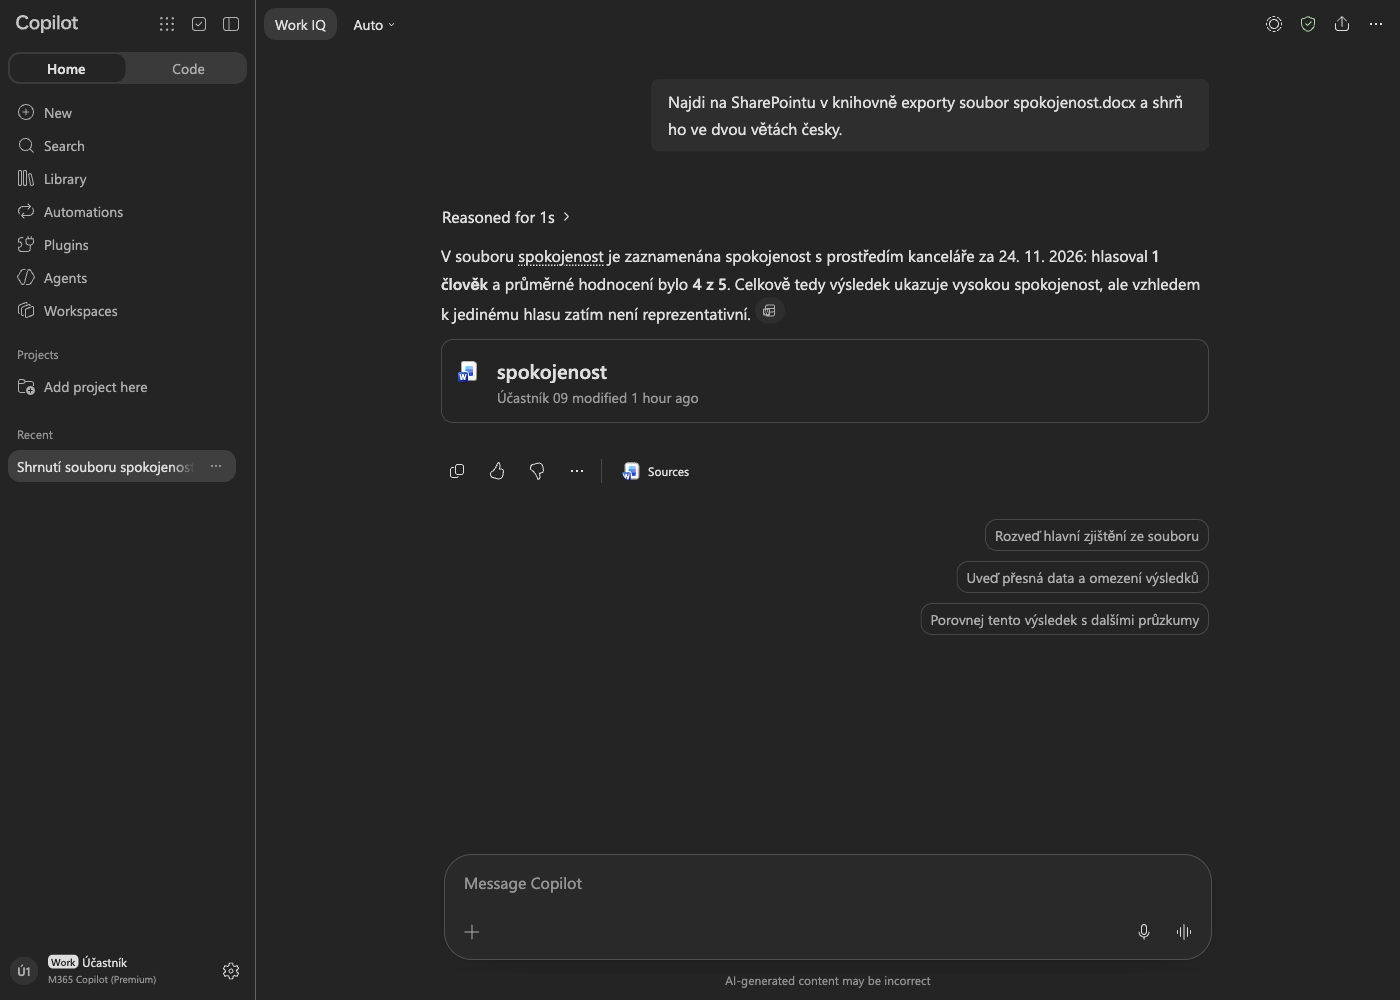 Copilot
Home
Code
New
Search
Library
Automations
Plugins
Agents
Workspaces
Projects
Add project here
Recent
Shrnutí souboru spokojenost
Ú1
Work Účastník
M365 Copilot (Premium)
Work IQ
Auto
Najdi na SharePointu v knihovně exporty soubor spokojenost.docx a shrň
ho ve dvou větách česky.
Reasoned for 1s
V souboru spokojenost je zaznamenána spokojenost s prostředím kanceláře za 24. 11. 2026: hlasoval 1
člověk a průměrné hodnocení bylo 4 z 5. Celkově tedy výsledek ukazuje vysokou spokojenost, ale vzhledem
k jedinému hlasu zatím není reprezentativní.
spokojenost
Účastník 09 modified 1 hour ago
Sources
Rozveď hlavní zjištění ze souboru
Uveď přesná data a omezení výsledků
Porovnej tento výsledek s dalšími průzkumy
Message Copilot
AI-generated content may be incorrect